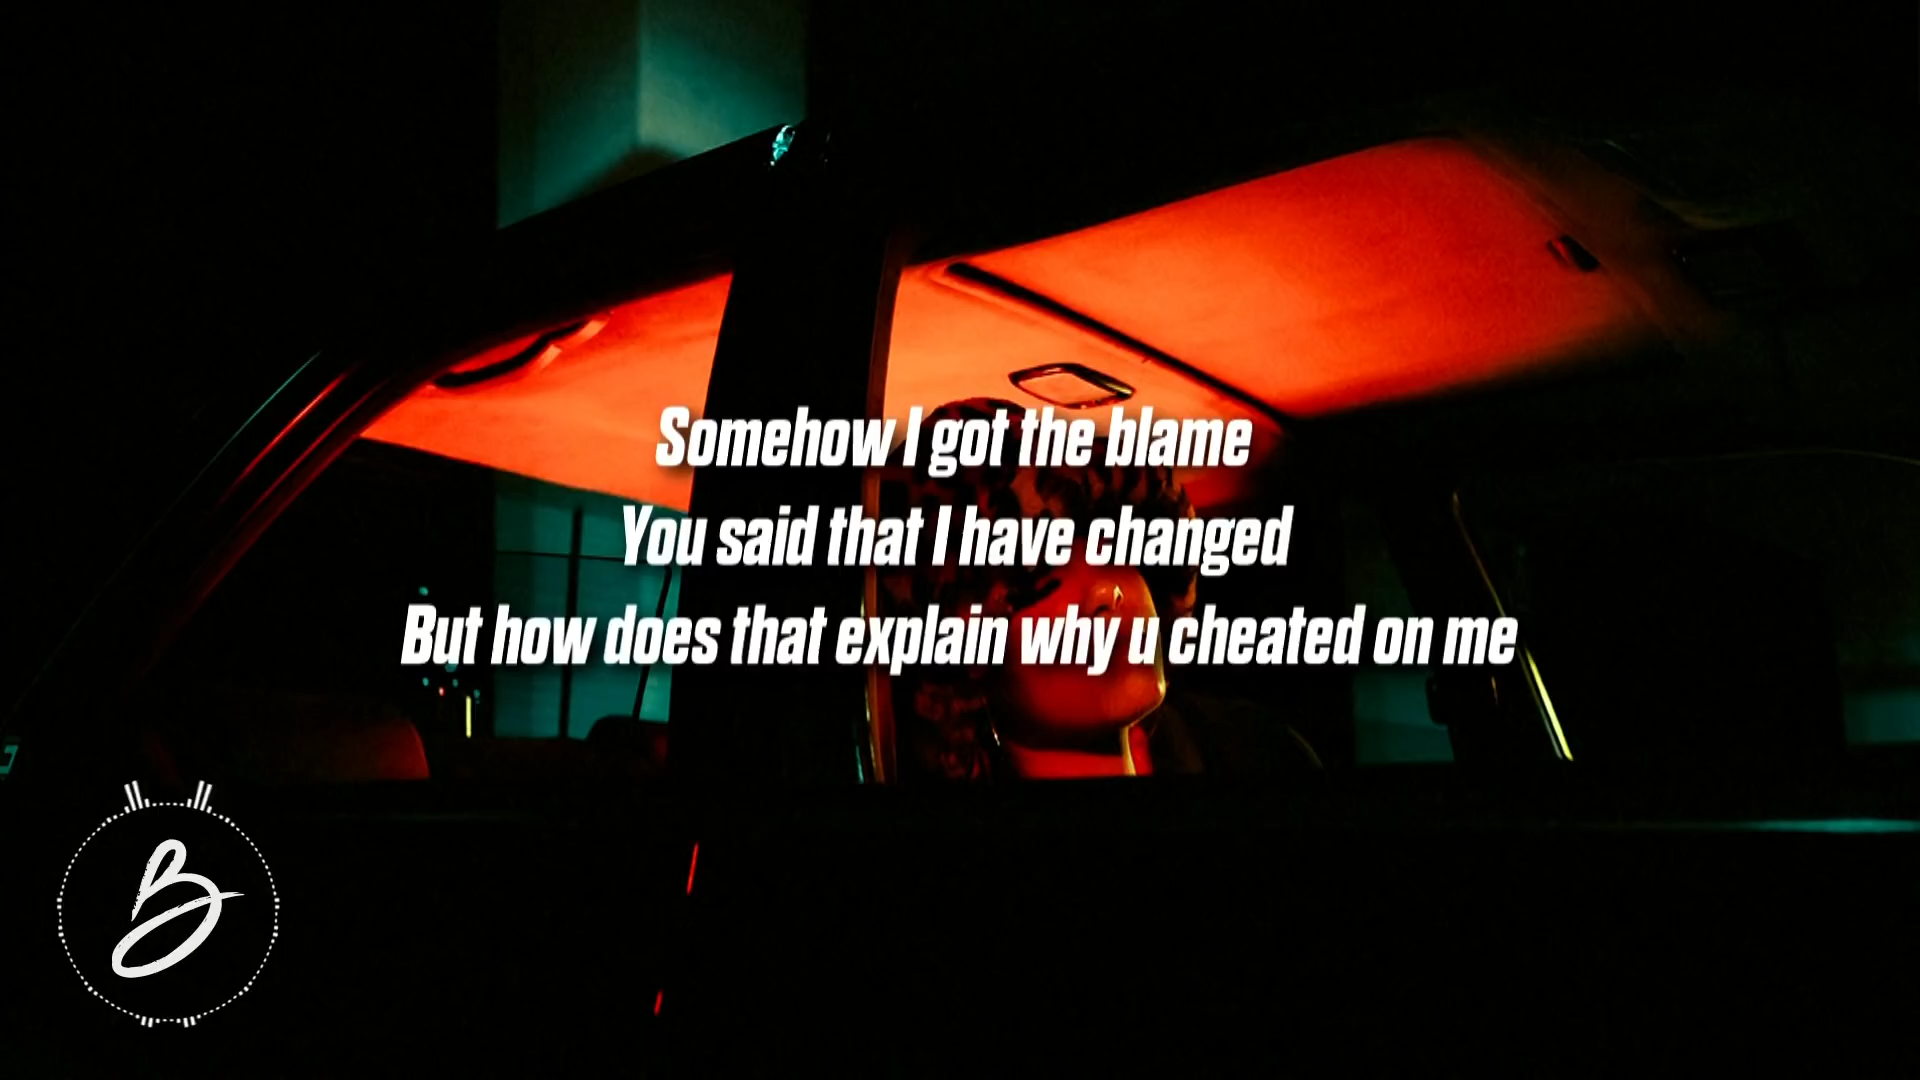 Somehow I got the blame
You said that I have changed
But how does that explain why u cheated on me
B